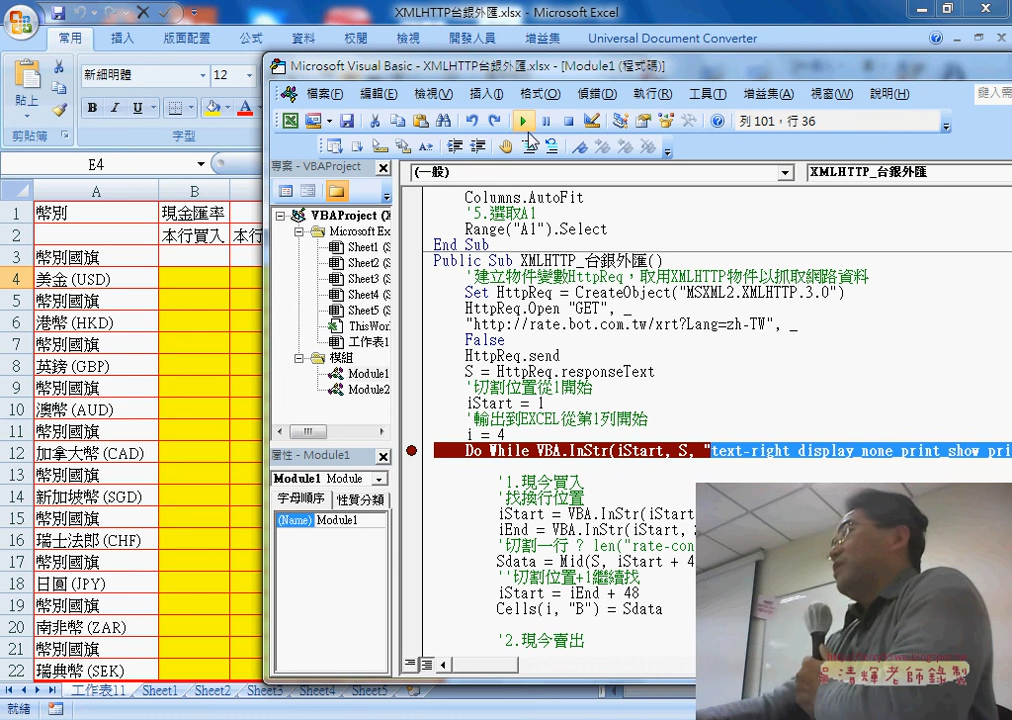 XMLHTTP台銀外匯.xlsx - Microsoft Excel
常用 插入 版面配置 公式 資料 校閱 檢視 開發人員 增益集 Universal Document Converter
新細明體 12
貼上
B I U A
剪貼簿 字型
E4
A B
1 幣別 現金匯率
2 本行買入 本行
3 幣別國旗
4 美金 (USD)
5 幣別國旗
6 港幣 (HKD)
7 幣別國旗
8 英鎊 (GBP)
9 幣別國旗
10 澳幣 (AUD)
11 幣別國旗
12 加拿大幣 (CAD)
13 幣別國旗
14 新加坡幣 (SGD)
15 幣別國旗
16 瑞士法郎 (CHF)
17 幣別國旗
18 日圓 (JPY)
19 幣別國旗
20 南非幣 (ZAR)
21 幣別國旗
22 瑞典幣 (SEK)
工作表11 Sheet1 Sheet2 Sheet3 Sheet4 Sheet5
就緒
Microsoft Visual Basic - XMLHTTP台銀外匯.xlsx - [Module1 (程式碼)]
檔案(F) 編輯(E) 檢視(V) 插入(I) 格式(O) 偵錯(D) 執行(R) 工具(T) 增益集(A) 視窗(W) 說明(H) 鍵入需
列 101，行 36
專案 - VBAProject
VBAProject (X
Microsoft Ex
Sheet1 (S
Sheet2 (S
Sheet3 (S
Sheet4 (S
Sheet5 (S
ThisWor
工作表1
模組
Module1
Module2
屬性 - Module1
Module1 Module
字母順序 性質分類
(Name) Module1
(一般) XMLHTTP_台銀外匯
Columns.AutoFit
'5.選取A1
Range("A1").Select
End Sub
Public Sub XMLHTTP_台銀外匯()
'建立物件變數HttpReq，取用XMLHTTP物件以抓取網路資料
Set HttpReq = CreateObject("MSXML2.XMLHTTP.3.0")
HttpReq.Open "GET", _
"http://rate.bot.com.tw/xrt?Lang=zh-TW", _
False
HttpReq.send
S = HttpReq.responseText
'切割位置從1開始
iStart = 1
'輸出到EXCEL從第1列開始
i = 4
Do While VBA.InStr(iStart, S, "text-right display_none_print_show pri
'1.現今買入
'找換行位置
iStart = VBA.InStr(iStart
iEnd = VBA.InStr(iStart,
'切割一行 ? len("rate-con
Sdata = Mid(S, iStart + 4
''切割位置+1繼續找
iStart = iEnd + 48
Cells(i, "B") = Sdata
'2.現今賣出
吳清輝老師錄製